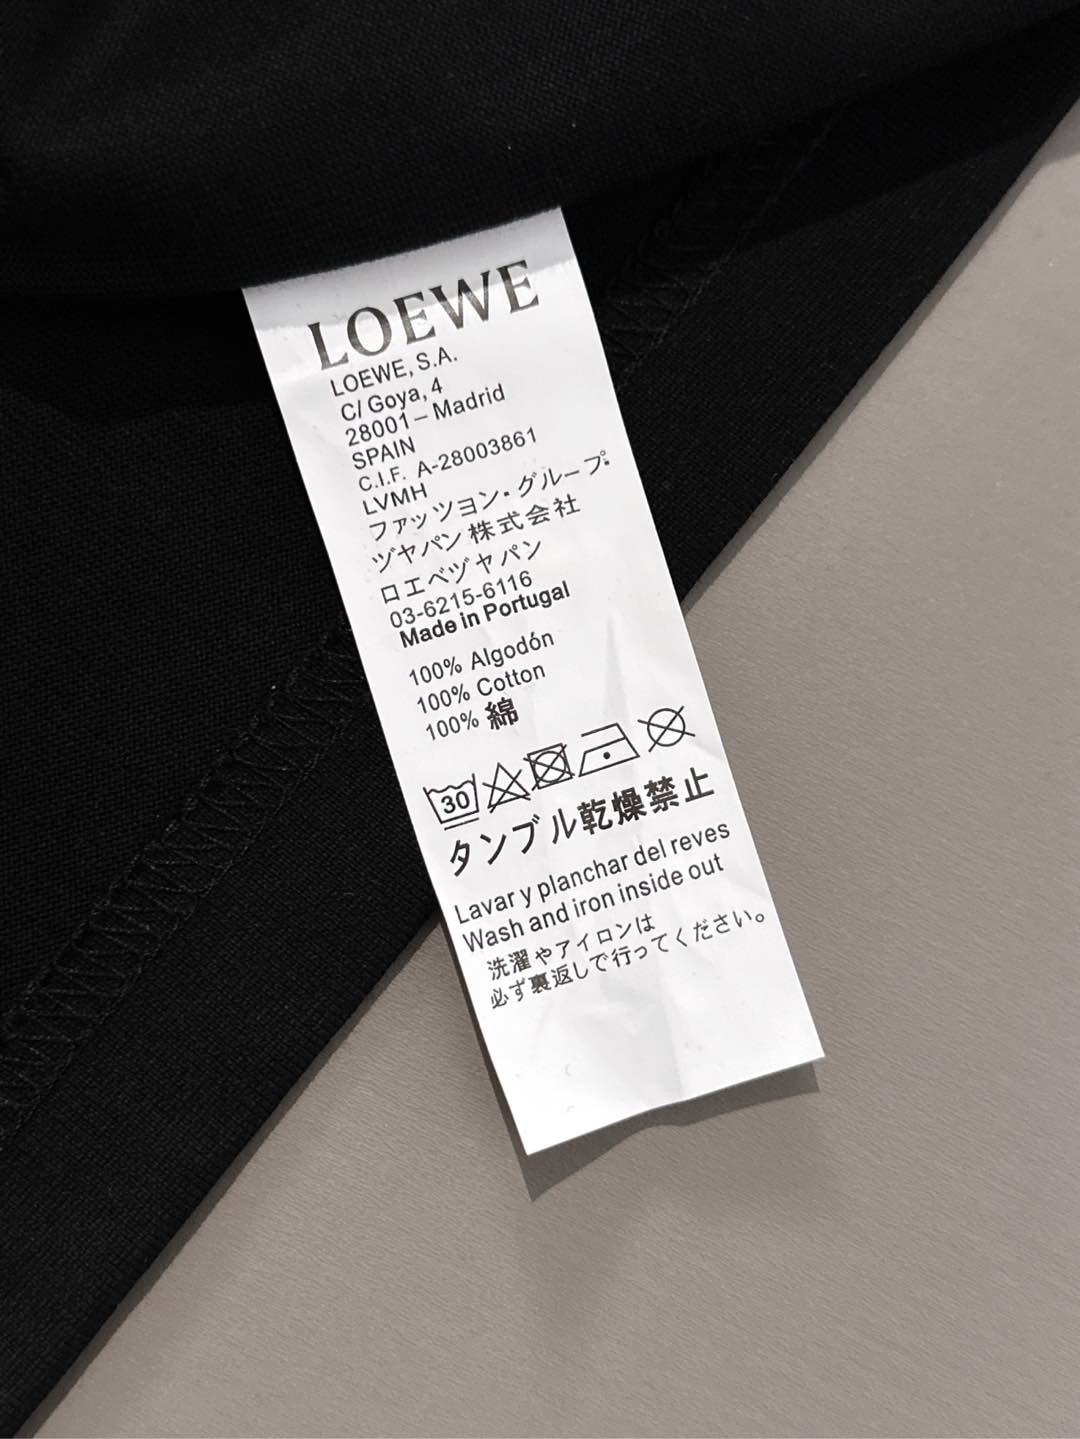 LOEWE
LOEWE, S.A.
C/ Goya, 4
28001 – Madrid
SPAIN
C.I.F. A-28003861
LVMH
ファッツヨン・グループ・
ヅヤパン株式会社
ロエベヅヤパン
03-6215-6116
Made in Portugal
100% Algodón
100% Cotton
100% 綿
30
タンブル乾燥禁止
Lavar y planchar del reves
Wash and iron inside out
洗濯やアイロンは
必ず裏返しで行ってください。